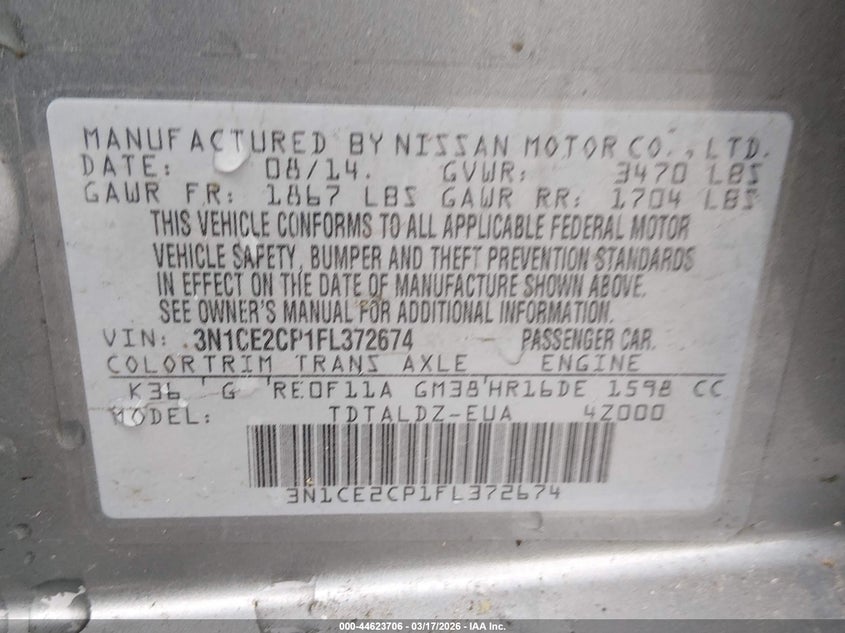 MANUFACTURED BY NISSAN MOTOR CO., LTD.
DATE: 08/14. GVWR: 3470 LBS
GAWR FR: 1867 LBS GAWR RR: 1704 LBS
THIS VEHICLE CONFORMS TO ALL APPLICABLE FEDERAL MOTOR
VEHICLE SAFETY, BUMPER AND THEFT PREVENTION STANDARDS
IN EFFECT ON THE DATE OF MANUFACTURE SHOWN ABOVE.
SEE OWNER'S MANUAL FOR ADDITIONAL INFORMATION.
VIN: 3N1CE2CP1FL372674 PASSENGER CAR.
COLOR TRIM TRANS AXLE ENGINE
K36 G RE0F11A GM38 HR16DE 1598 CC
MODEL: TDTALDZ-EUA 4Z000
3N1CE2CP1FL372674
000-44623706 - 03/17/2026 - IAA Inc.